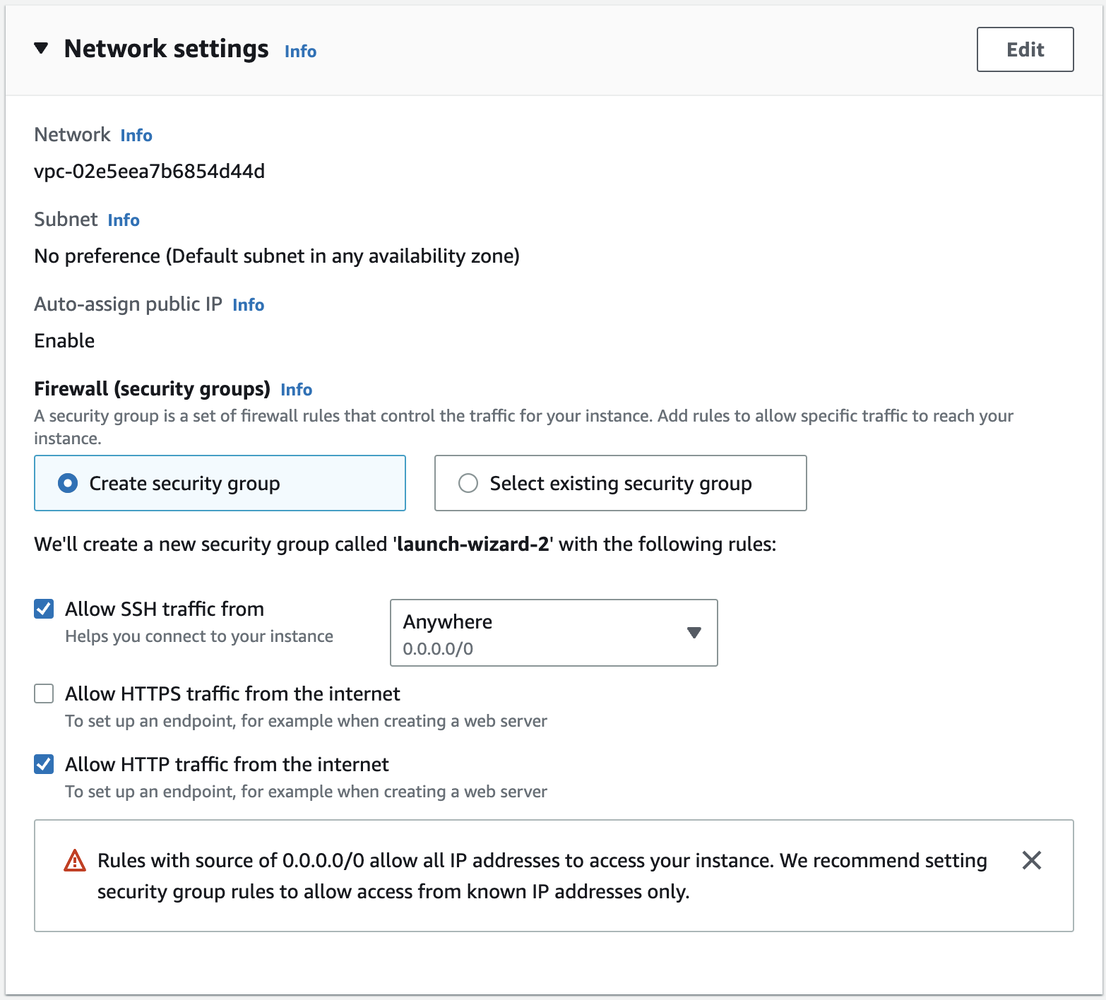 Network settings Info
Edit
Network Info
vpc-02e5eea7b6854d44d
Subnet Info
No preference (Default subnet in any availability zone)
Auto-assign public IP Info
Enable
Firewall (security groups) Info
A security group is a set of firewall rules that control the traffic for your instance. Add rules to allow specific traffic to reach your
instance.
Create security group
Select existing security group
We'll create a new security group called 'launch-wizard-2' with the following rules:
Allow SSH traffic from
Helps you connect to your instance
Anywhere
0.0.0.0/0
Allow HTTPS traffic from the internet
To set up an endpoint, for example when creating a web server
Allow HTTP traffic from the internet
To set up an endpoint, for example when creating a web server
Rules with source of 0.0.0.0/0 allow all IP addresses to access your instance. We recommend setting
security group rules to allow access from known IP addresses only.